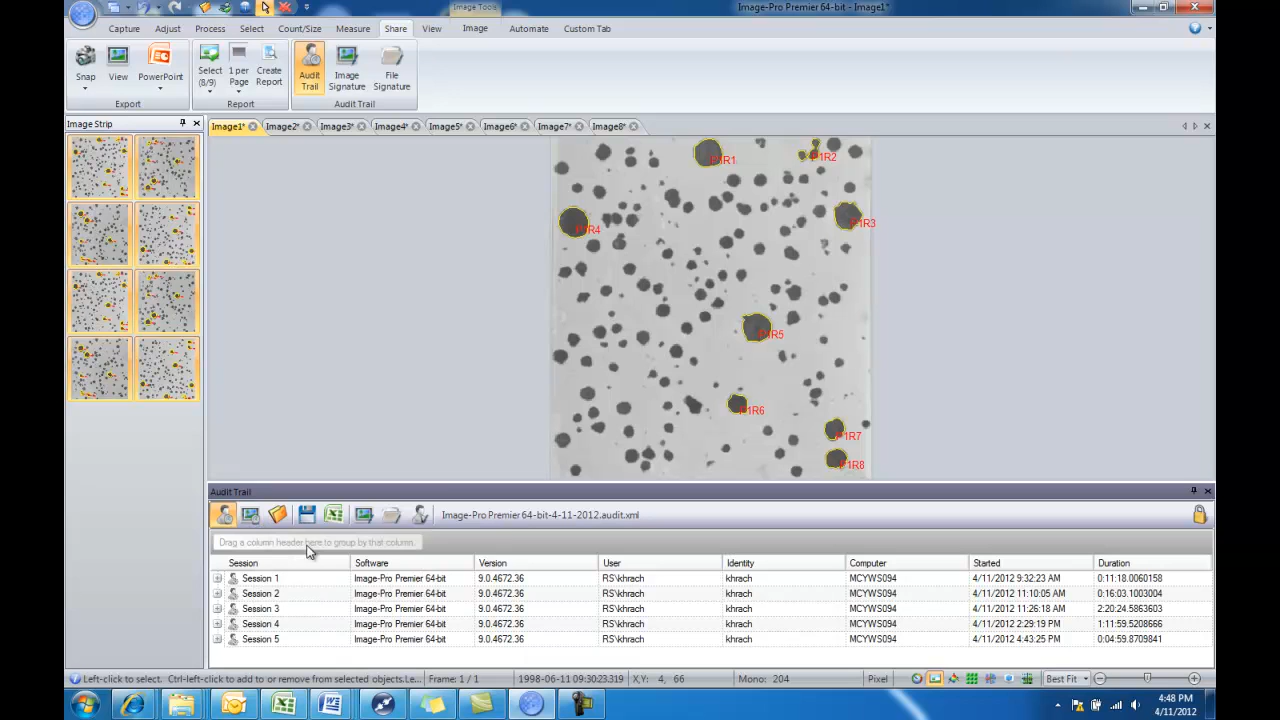 Image Tools
Image-Pro Premier 64-bit - Image1*
Capture Adjust Process Select Count/Size Measure Share View Image Automate Custom Tab
Snap View PowerPoint Select (8/9) 1 per Page Create Report Audit Trail Image Signature File Signature
Export Report Audit Trail
Image Strip
Image1* Image2* Image3* Image4* Image5* Image6* Image7* Image8*
P1R1
P1R2
P1R3
P1R4
P1R5
P1R6
P1R7
P1R8
Audit Trail
Image-Pro Premier 64-bit-4-11-2012.audit.xml
Drag a column header here to group by that column.
Session Software Version User Identity Computer Started Duration
Session 1 Image-Pro Premier 64-bit 9.0.4672.36 RS\khrach khrach MCYWS094 4/11/2012 9:32:23 AM 0:11:18.0060158
Session 2 Image-Pro Premier 64-bit 9.0.4672.36 RS\khrach khrach MCYWS094 4/11/2012 11:10:05 AM 0:16:03.1003004
Session 3 Image-Pro Premier 64-bit 9.0.4672.36 RS\khrach khrach MCYWS094 4/11/2012 11:26:18 AM 2:20:24.5863603
Session 4 Image-Pro Premier 64-bit 9.0.4672.36 RS\khrach khrach MCYWS094 4/11/2012 2:29:19 PM 1:11:59.5208666
Session 5 Image-Pro Premier 64-bit 9.0.4672.36 RS\khrach khrach MCYWS094 4/11/2012 4:43:25 PM 0:04:59.8709841
Left-click to select. Ctrl-left-click to add to or remove from selected objects.Le... Frame: 1 / 1 1998-06-11 09:30:23.319 X,Y: 4, 66 Mono: 204 Pixel Best Fit
4:48 PM
4/11/2012